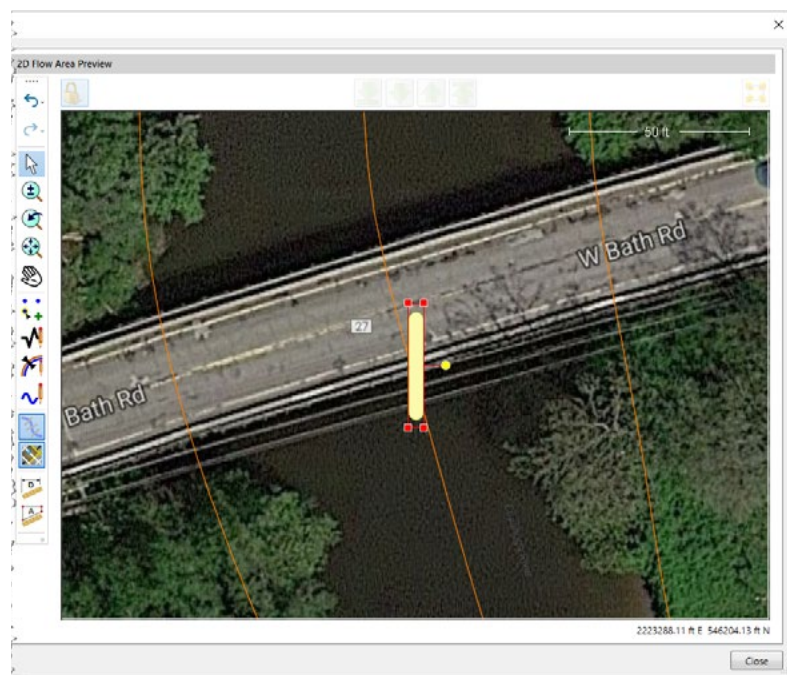 2D Flow Area Preview
50 ft
W Bath Rd
27
Bath Rd
D
A
2223288.11 ft E 546204.13 ft N
Close